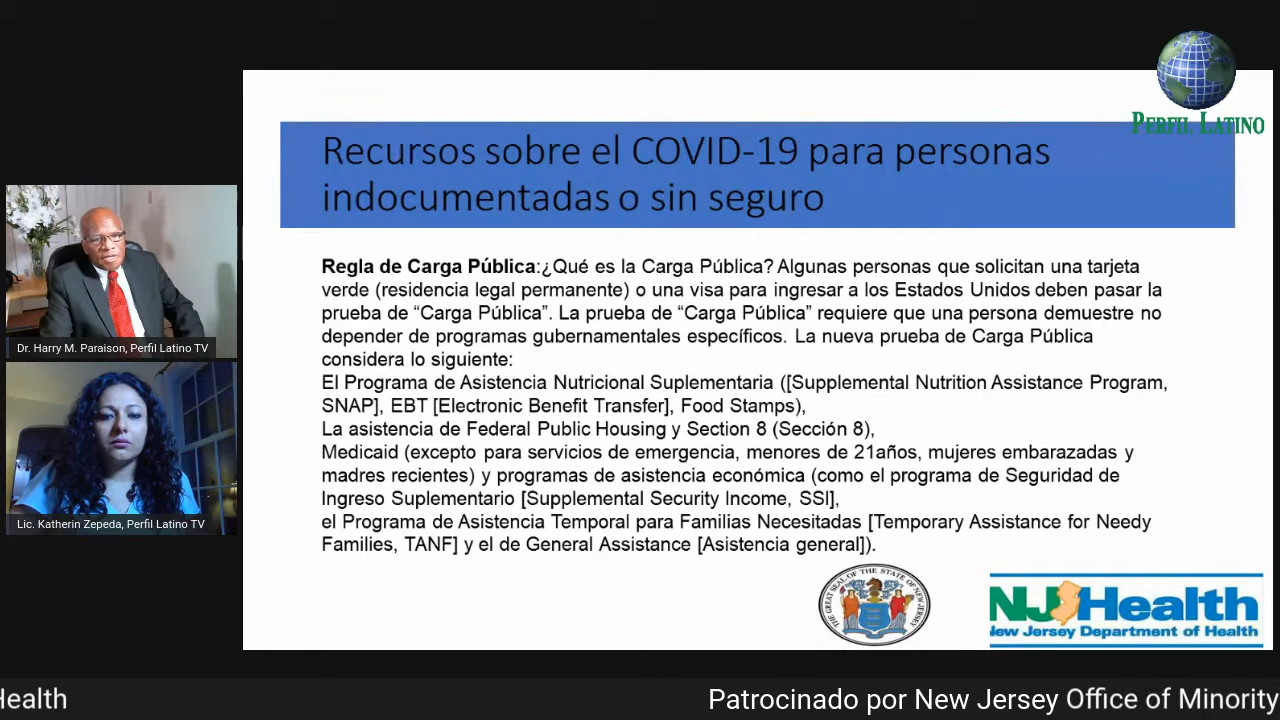 PERFIL LATINO
Recursos sobre el COVID-19 para personas
indocumentadas o sin seguro
Regla de Carga Pública:¿Qué es la Carga Pública? Algunas personas que solicitan una tarjeta
verde (residencia legal permanente) o una visa para ingresar a los Estados Unidos deben pasar la
prueba de “Carga Pública”. La prueba de “Carga Pública” requiere que una persona demuestre no
depender de programas gubernamentales específicos. La nueva prueba de Carga Pública
considera lo siguiente:
El Programa de Asistencia Nutricional Suplementaria ([Supplemental Nutrition Assistance Program,
SNAP], EBT [Electronic Benefit Transfer], Food Stamps),
La asistencia de Federal Public Housing y Section 8 (Sección 8),
Medicaid (excepto para servicios de emergencia, menores de 21años, mujeres embarazadas y
madres recientes) y programas de asistencia económica (como el programa de Seguridad de
Ingreso Suplementario [Supplemental Security Income, SSI],
el Programa de Asistencia Temporal para Familias Necesitadas [Temporary Assistance for Needy
Families, TANF] y el de General Assistance [Asistencia general]).
Dr. Harry M. Paraison, Perfil Latino TV
Lic. Katherin Zepeda, Perfil Latino TV
THE GREAT SEAL OF THE STATE OF NEW JERSEY
NJ Health
New Jersey Department of Health
Health
Patrocinado por New Jersey Office of Minority